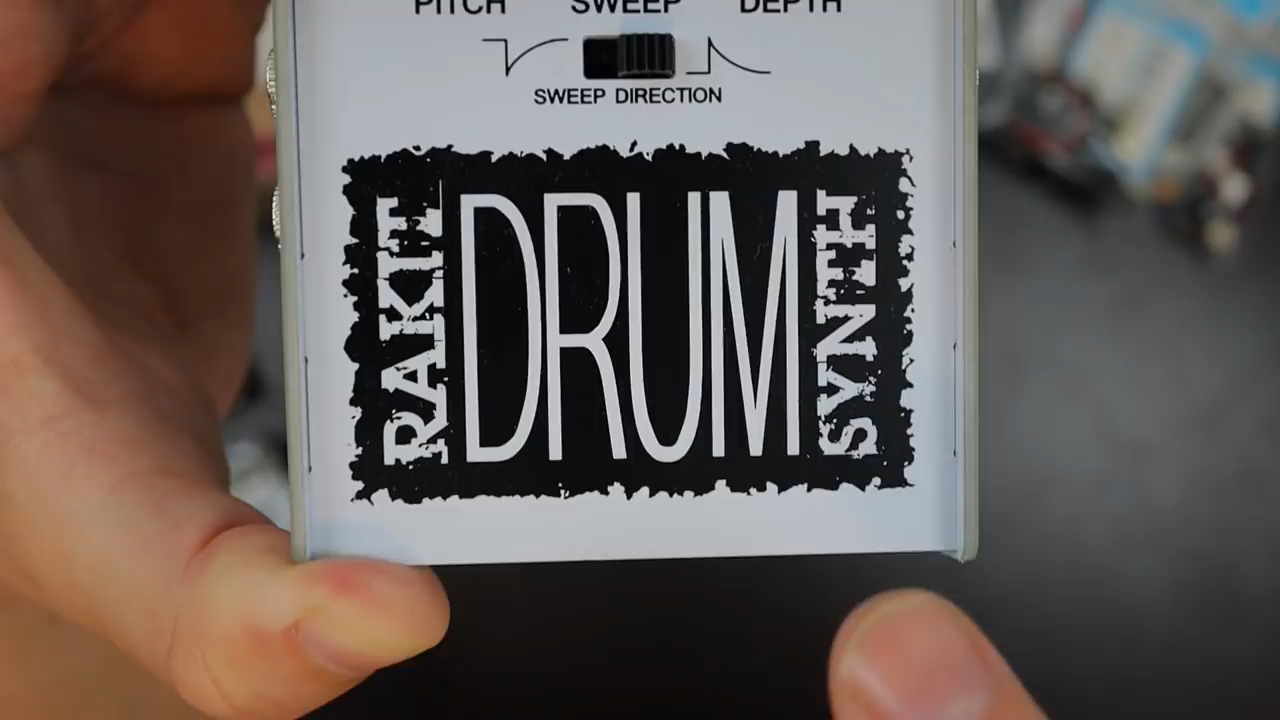 PITCH SWEEP DEPTH
SWEEP DIRECTION
RAKIT
DRUM
SYNTH